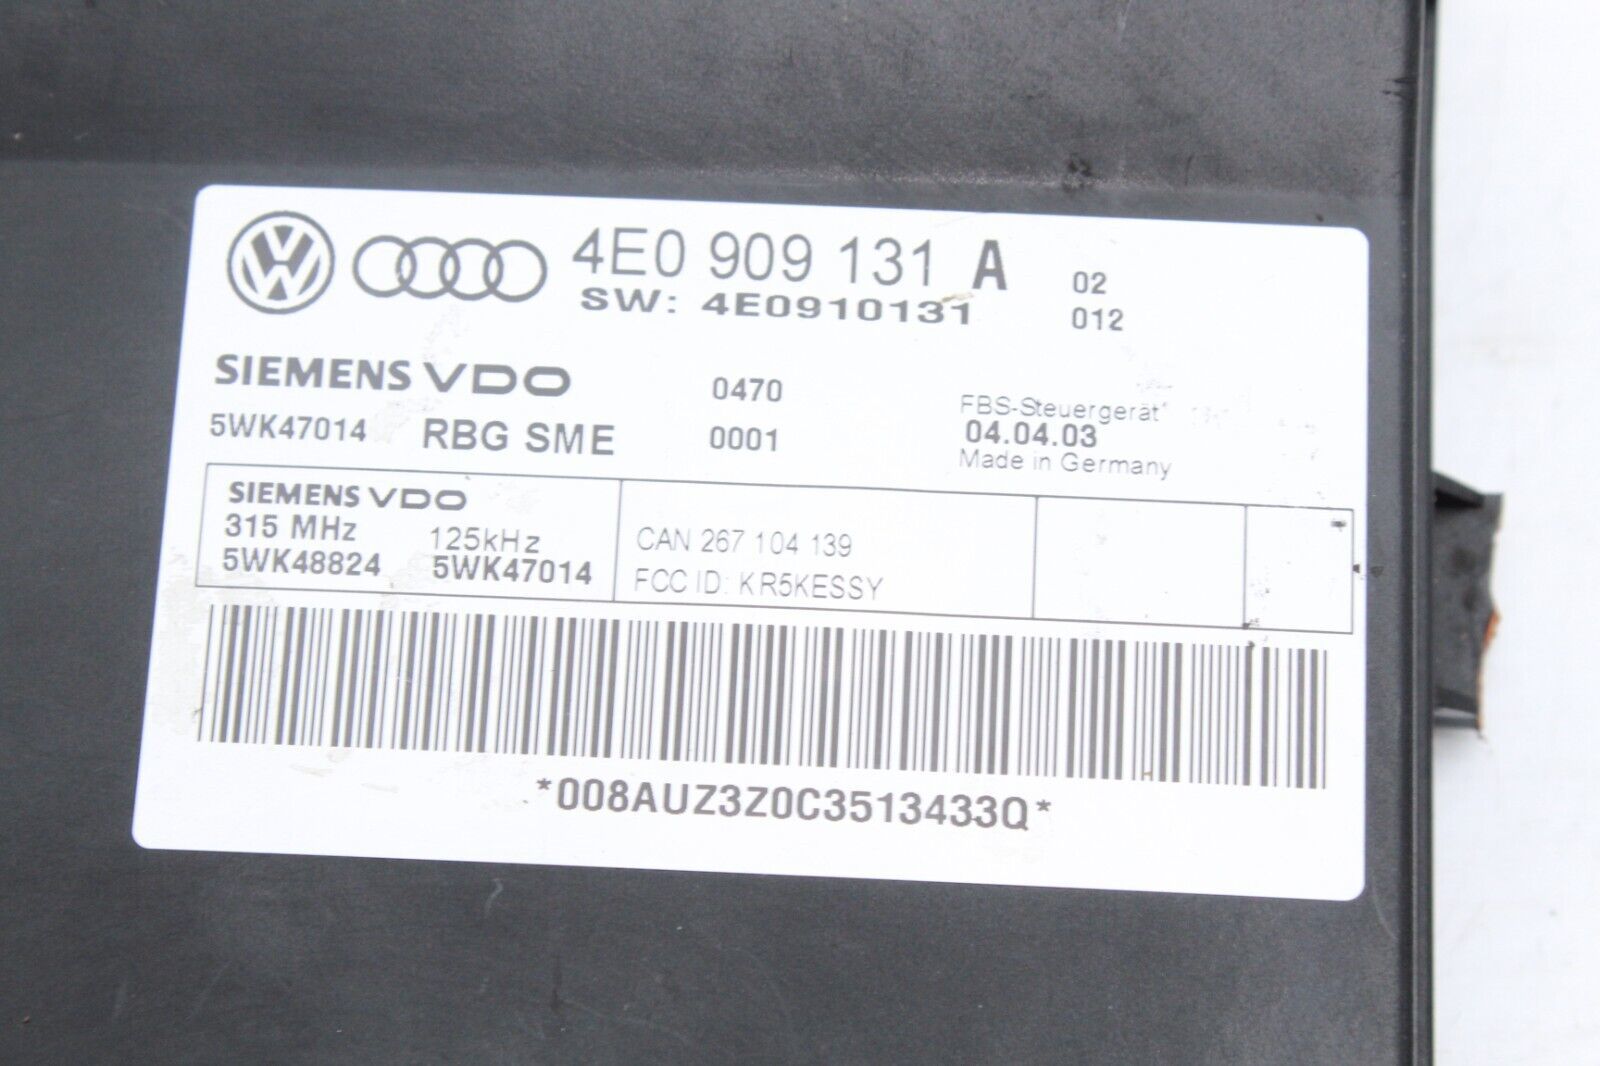 4E0 909 131 A 02
SW: 4E0910131 012
SIEMENS VDO 0470 FBS-Steuergerät
5WK47014 RBG SME 0001 04.04.03
Made in Germany
SIEMENS VDO
315 MHz 125kHz CAN 267 104 139
5WK48824 5WK47014 FCC ID: KR5KESSY
*008AUZ3Z0C3513433Q*